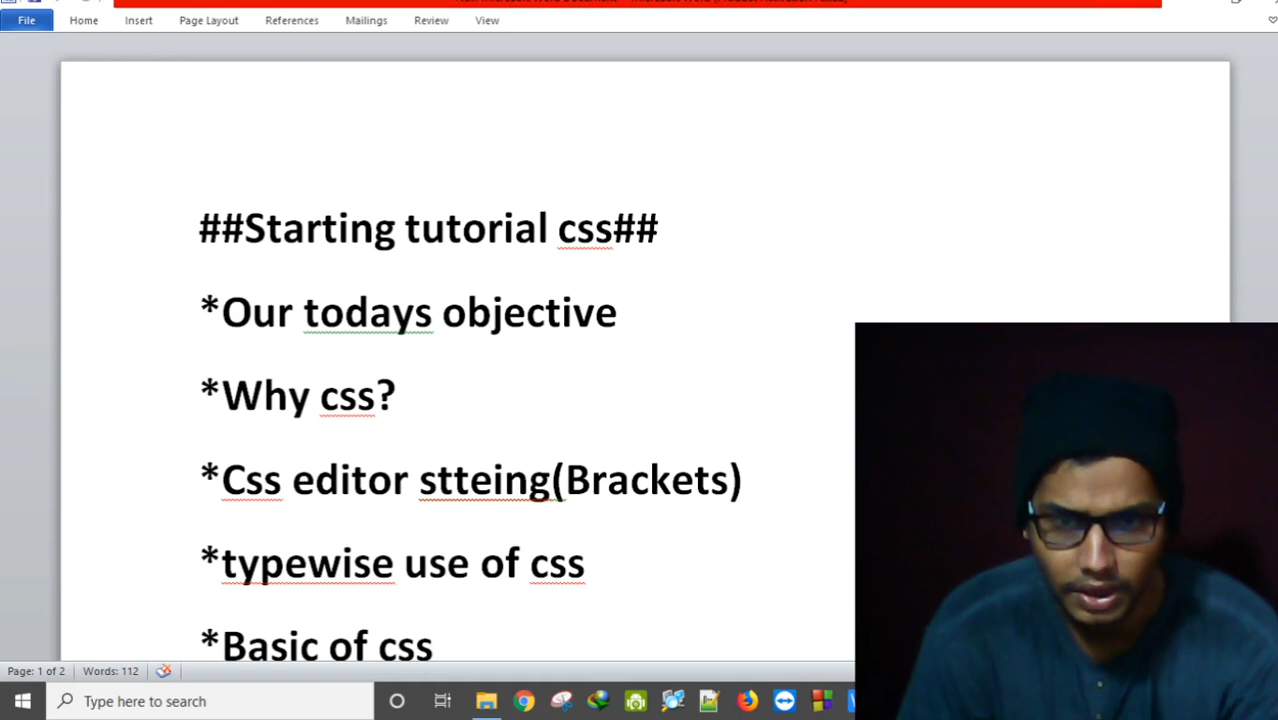 File Home Insert Page Layout References Mailings Review View
##Starting tutorial css##
*Our todays objective
*Why css?
*Css editor stteing(Brackets)
*typewise use of css
*Basic of css
Page: 1 of 2 Words: 112
Type here to search